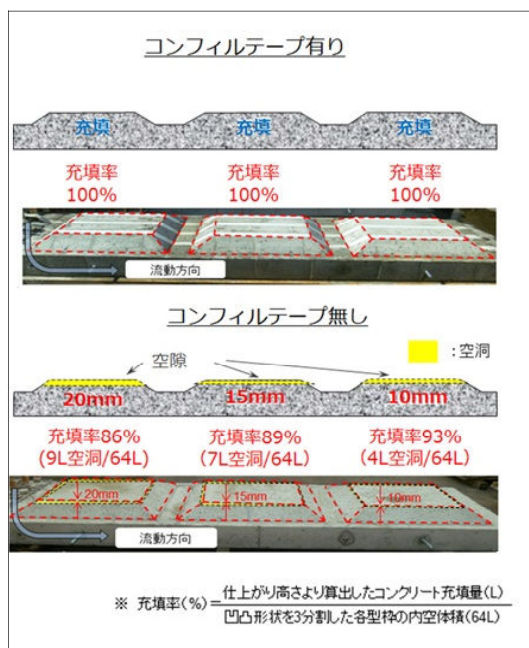 コンフィルテープ有り
充填 充填 充填
充填率 充填率 充填率
100% 100% 100%
流動方向
コンフィルテープ無し
:空洞
空隙
20mm 15mm 10mm
充填率86% 充填率89% 充填率93%
(9L空洞/64L) (7L空洞/64L) (4L空洞/64L)
20mm 15mm 10mm
流動方向
仕上がり高さより算出したコンクリート充填量(L)
※ 充填率(%)=
凹凸形状を3分割した各型枠の内空体積(64L)